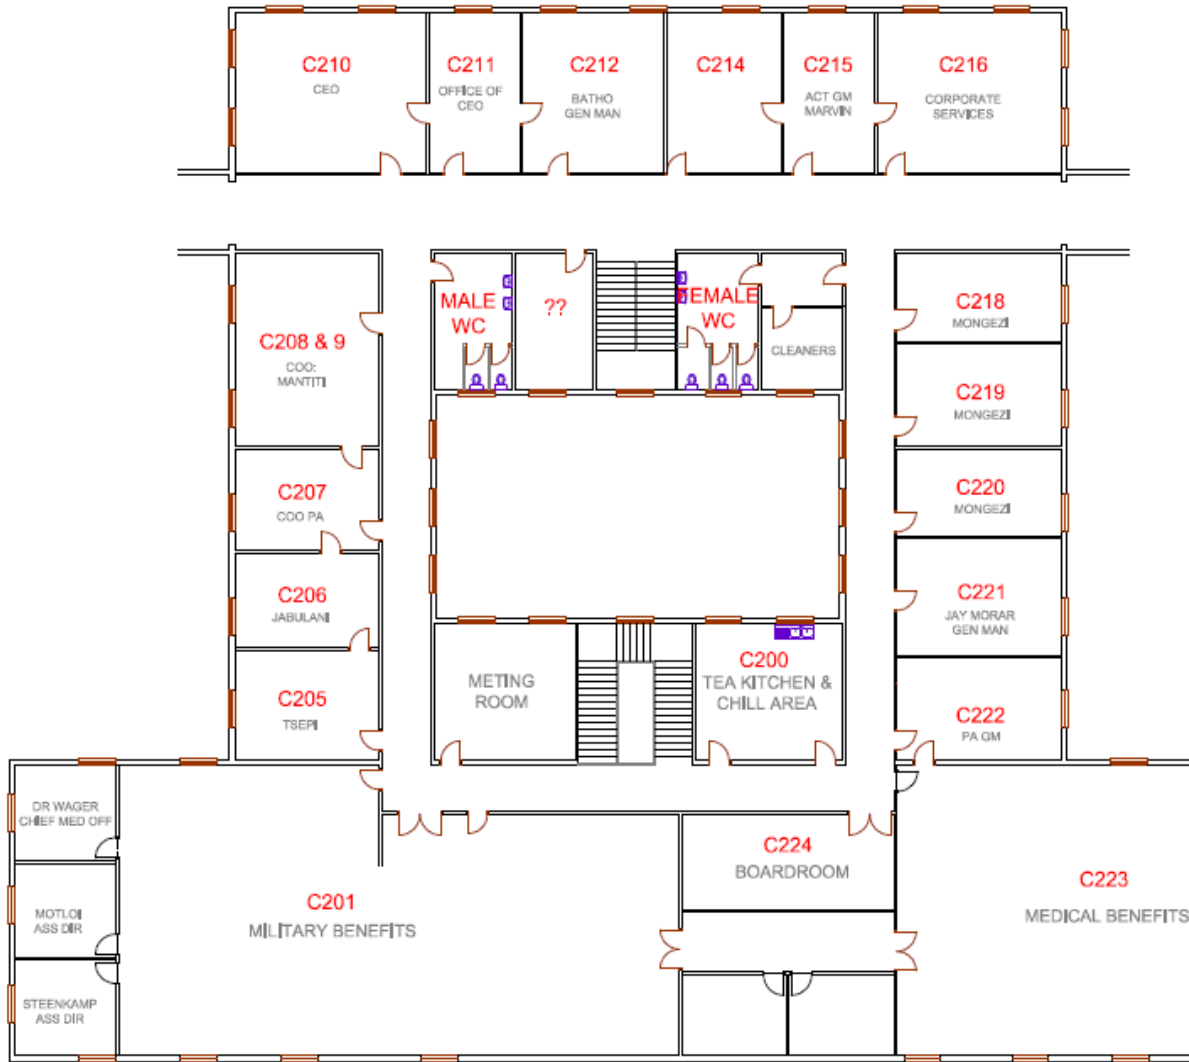 C210
CEO
C211
OFFICE OF
CEO
C212
BATHO
GEN MAN
C214
C215
ACT GM
MARVIN
C216
CORPORATE
SERVICES
MALE
WC
??
FEMALE
WC
CLEANERS
C208 & 9
COO:
MANTITI
C218
MONGEZI
C219
MONGEZI
C207
COO PA
C220
MONGEZI
C206
JABULANI
C221
JAY MORAR
GEN MAN
C205
TSEPI
METING
ROOM
C200
TEA KITCHEN &
CHILL AREA
C222
PA GM
DR WAGER
CHIEF MED OFF
MOTLOI
ASS DIR
STEENKAMP
ASS DIR
C201
MILITARY BENEFITS
C224
BOARDROOM
C223
MEDICAL BENEFITS